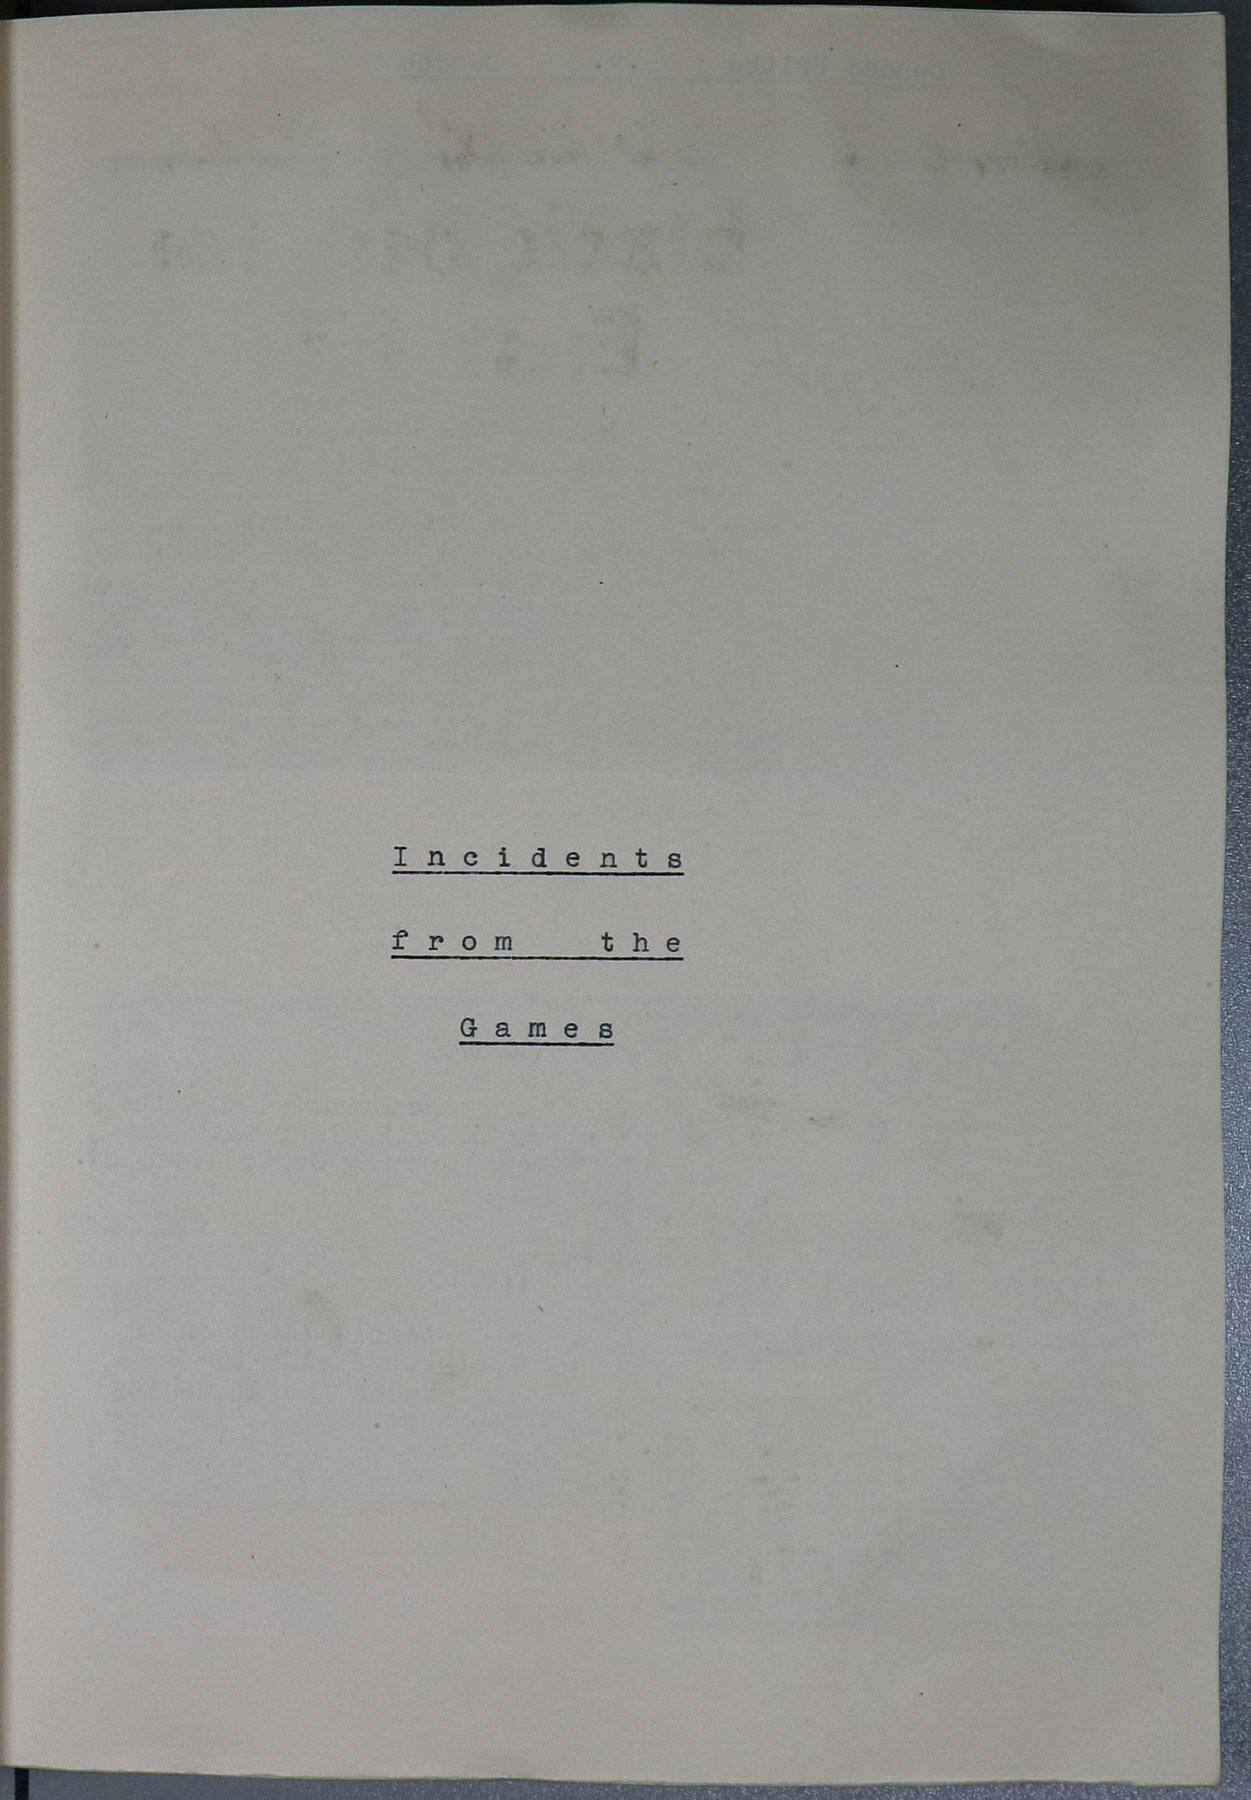 Incidents
from the
Games